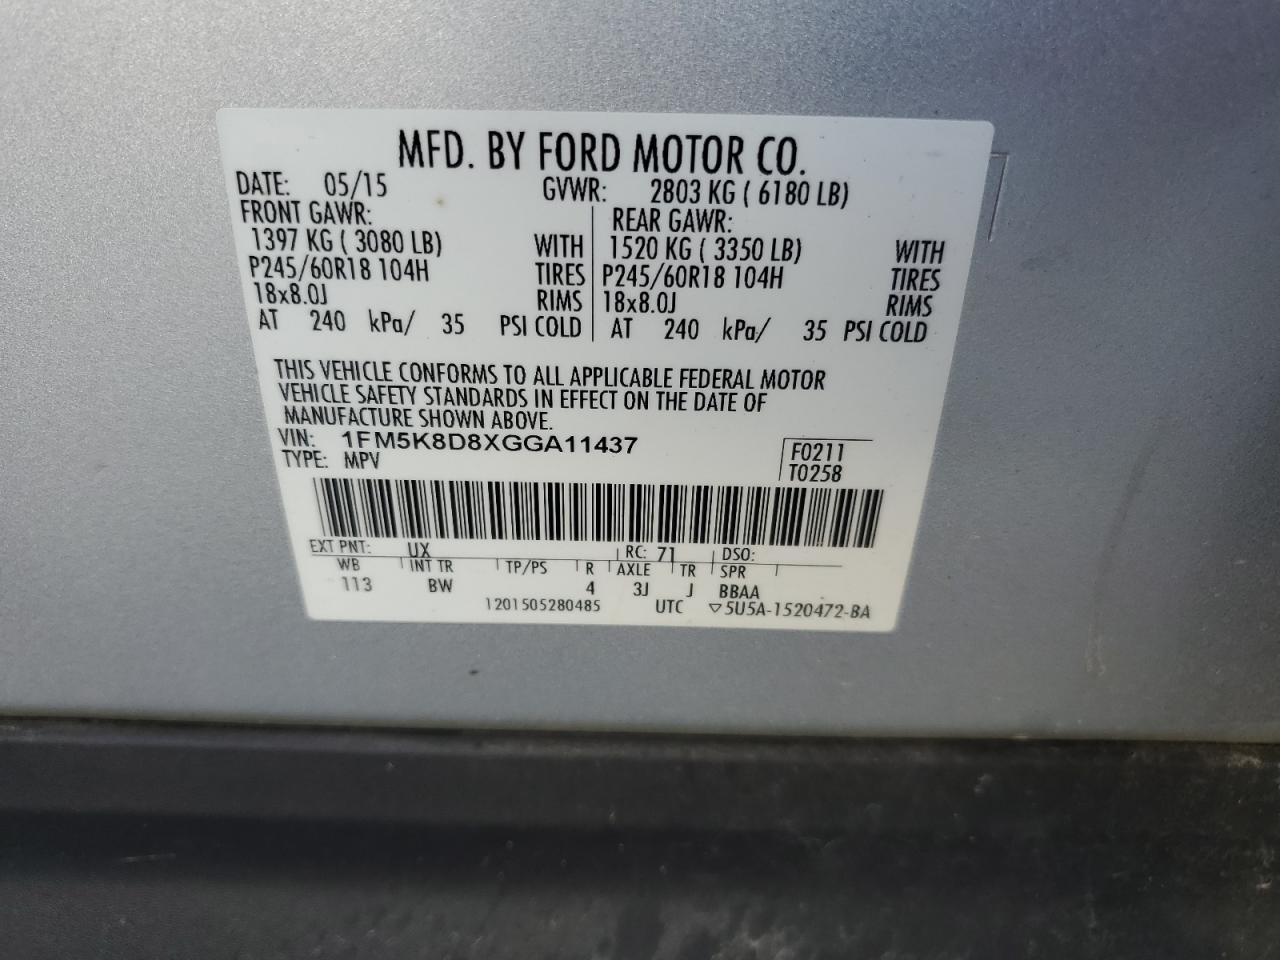 MFD. BY FORD MOTOR CO.
DATE: 05/15 GVWR: 2803 KG ( 6180 LB)
FRONT GAWR: REAR GAWR:
1397 KG ( 3080 LB) WITH 1520 KG ( 3350 LB) WITH
P245/60R18 104H TIRES P245/60R18 104H TIRES
18x8.0J RIMS 18x8.0J RIMS
AT 240 kPa/ 35 PSI COLD AT 240 kPa/ 35 PSI COLD
THIS VEHICLE CONFORMS TO ALL APPLICABLE FEDERAL MOTOR
VEHICLE SAFETY STANDARDS IN EFFECT ON THE DATE OF
MANUFACTURE SHOWN ABOVE.
VIN: 1FM5K8D8XGGA11437 F0211
TYPE: MPV T0258
EXT PNT: UX RC: 71 DSO:
WB INT TR TP/PS R AXLE TR SPR
113 BW 4 3J J BBAA
1201505280485 UTC ▽5U5A-1520472-BA